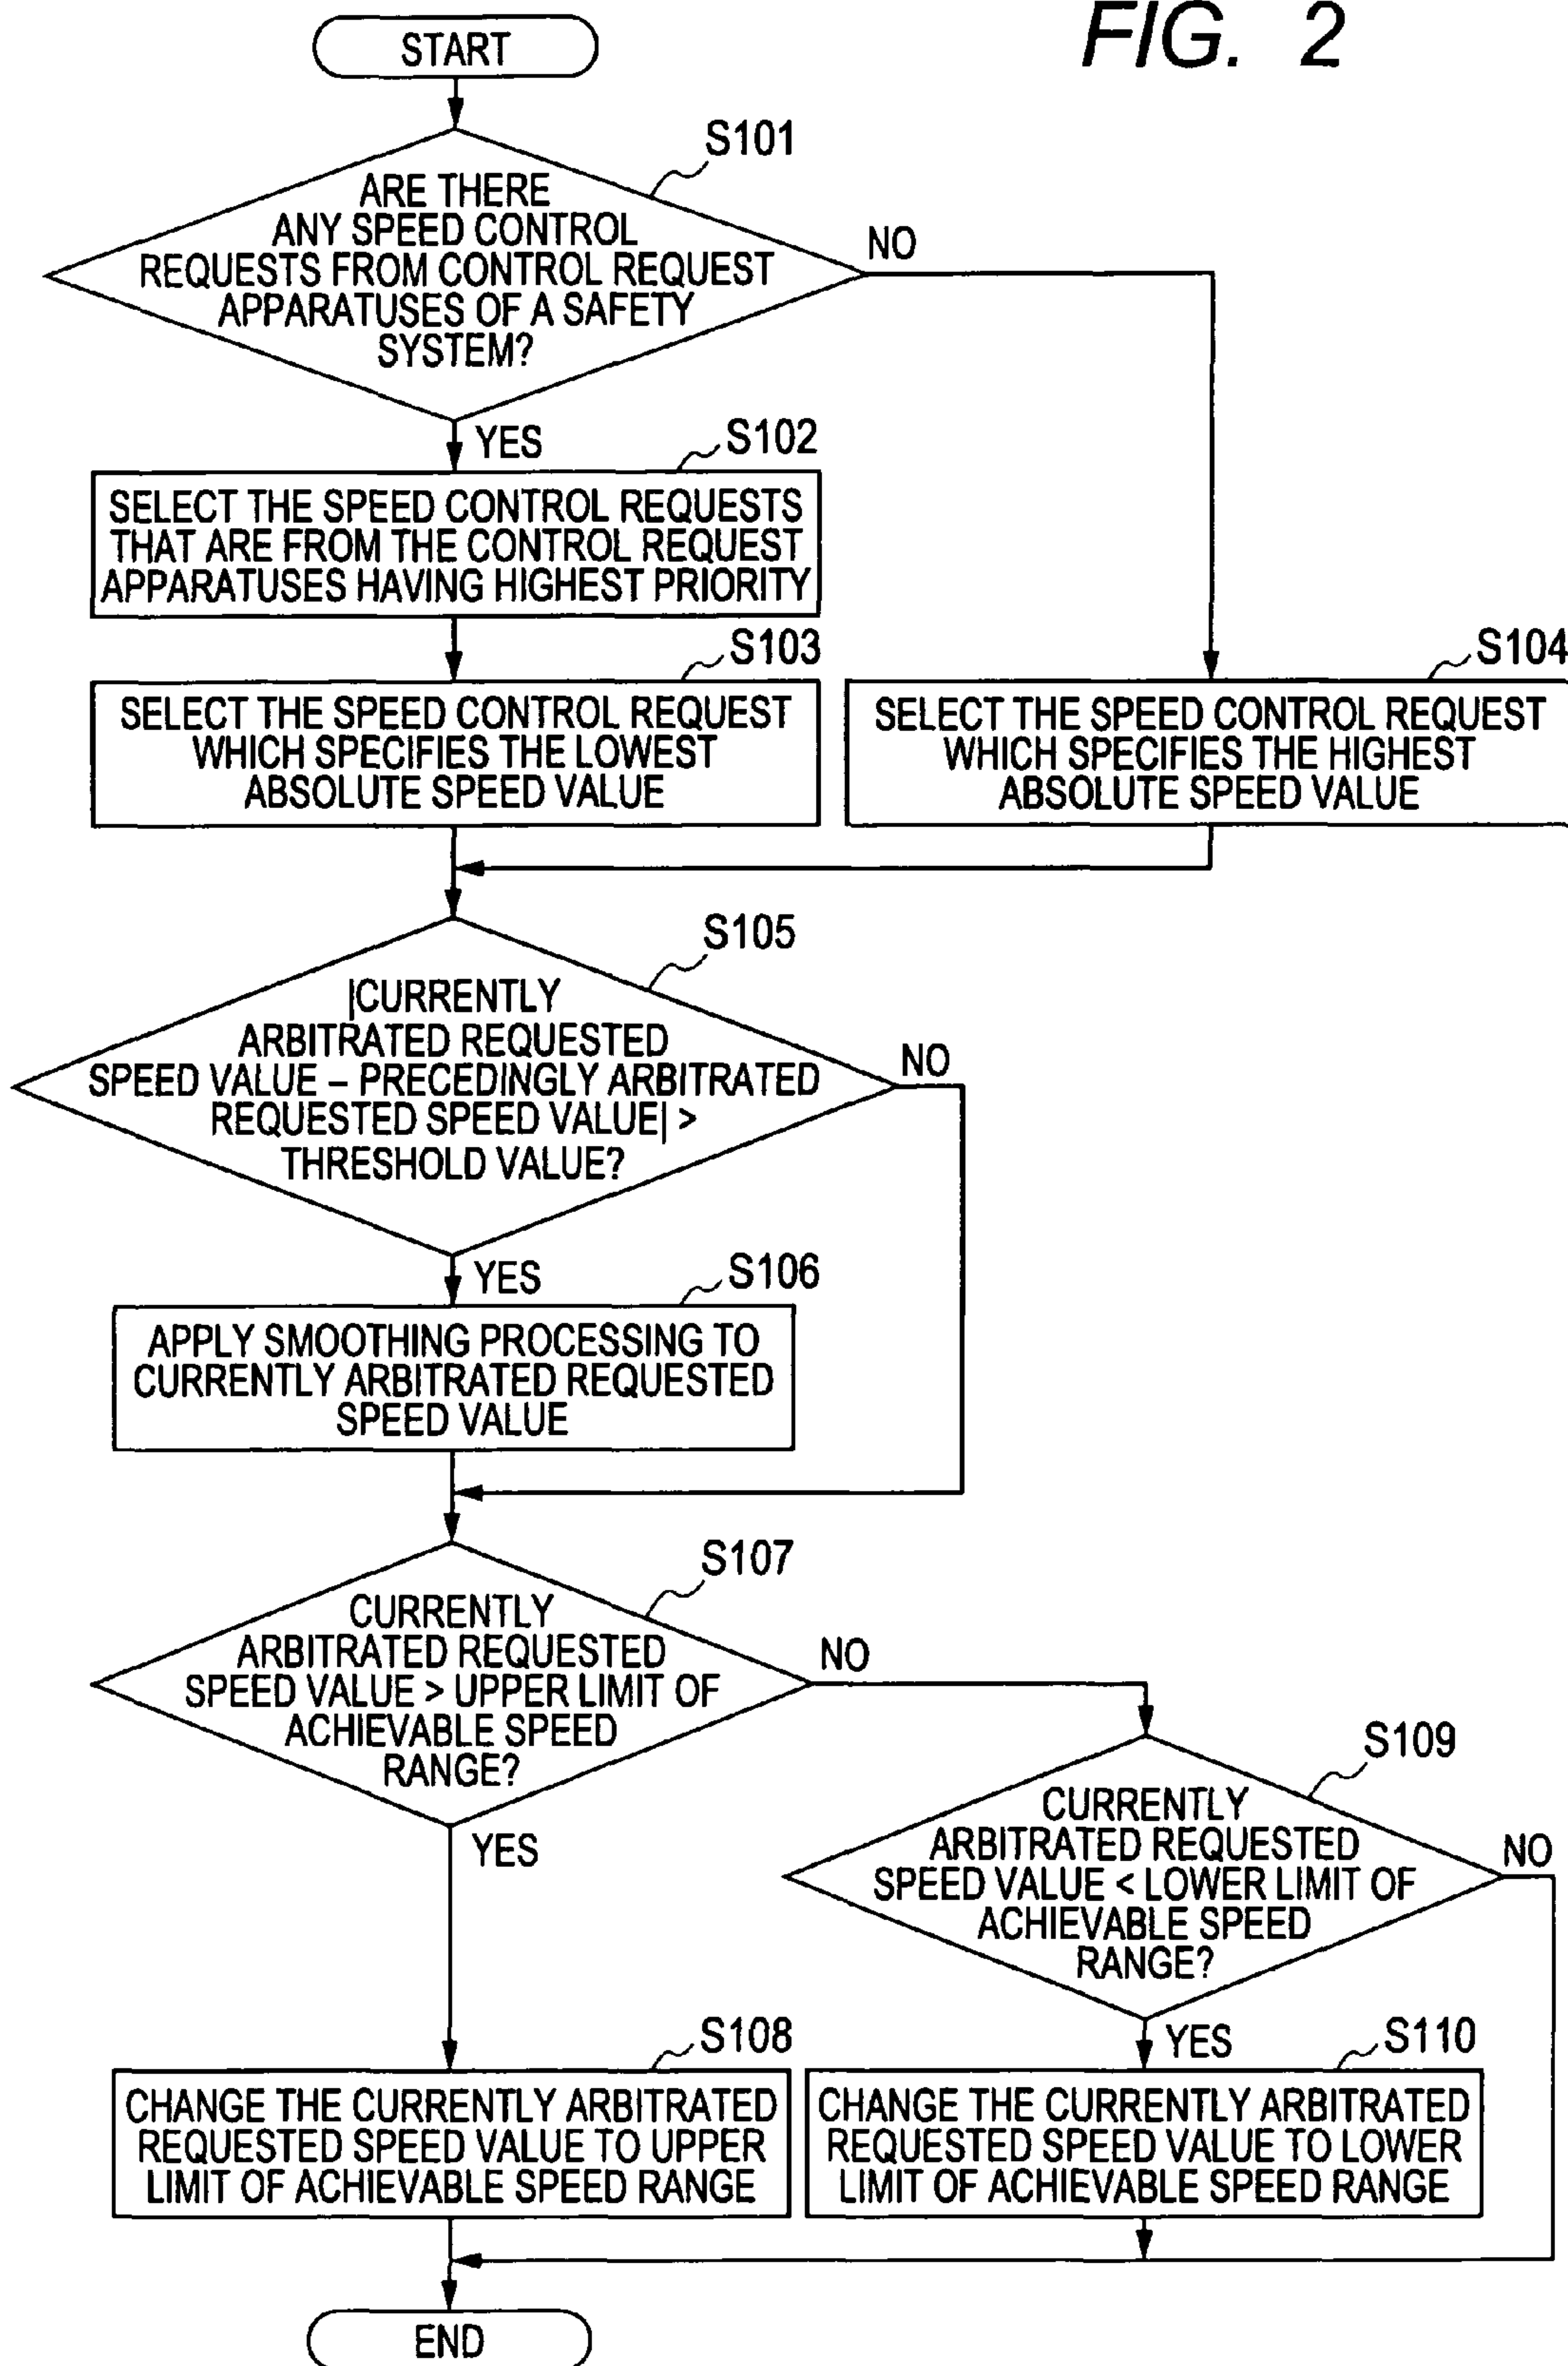 FIG. 2
START
S101
ARE THERE
ANY SPEED CONTROL
REQUESTS FROM CONTROL REQUEST
APPARATUSES OF A SAFETY
SYSTEM?
NO
YES
S102
SELECT THE SPEED CONTROL REQUESTS
THAT ARE FROM THE CONTROL REQUEST
APPARATUSES HAVING HIGHEST PRIORITY
S103
SELECT THE SPEED CONTROL REQUEST
WHICH SPECIFIES THE LOWEST
ABSOLUTE SPEED VALUE
S104
SELECT THE SPEED CONTROL REQUEST
WHICH SPECIFIES THE HIGHEST
ABSOLUTE SPEED VALUE
S105
|CURRENTLY
ARBITRATED REQUESTED
SPEED VALUE – PRECEDINGLY ARBITRATED
REQUESTED SPEED VALUE| >
THRESHOLD VALUE?
NO
YES
S106
APPLY SMOOTHING PROCESSING TO
CURRENTLY ARBITRATED REQUESTED
SPEED VALUE
S107
CURRENTLY
ARBITRATED REQUESTED
SPEED VALUE > UPPER LIMIT OF
ACHIEVABLE SPEED
RANGE?
NO
YES
S109
CURRENTLY
ARBITRATED REQUESTED
SPEED VALUE < LOWER LIMIT OF
ACHIEVABLE SPEED
RANGE?
NO
YES
S108
CHANGE THE CURRENTLY ARBITRATED
REQUESTED SPEED VALUE TO UPPER
LIMIT OF ACHIEVABLE SPEED RANGE
S110
CHANGE THE CURRENTLY ARBITRATED
REQUESTED SPEED VALUE TO LOWER
LIMIT OF ACHIEVABLE SPEED RANGE
END